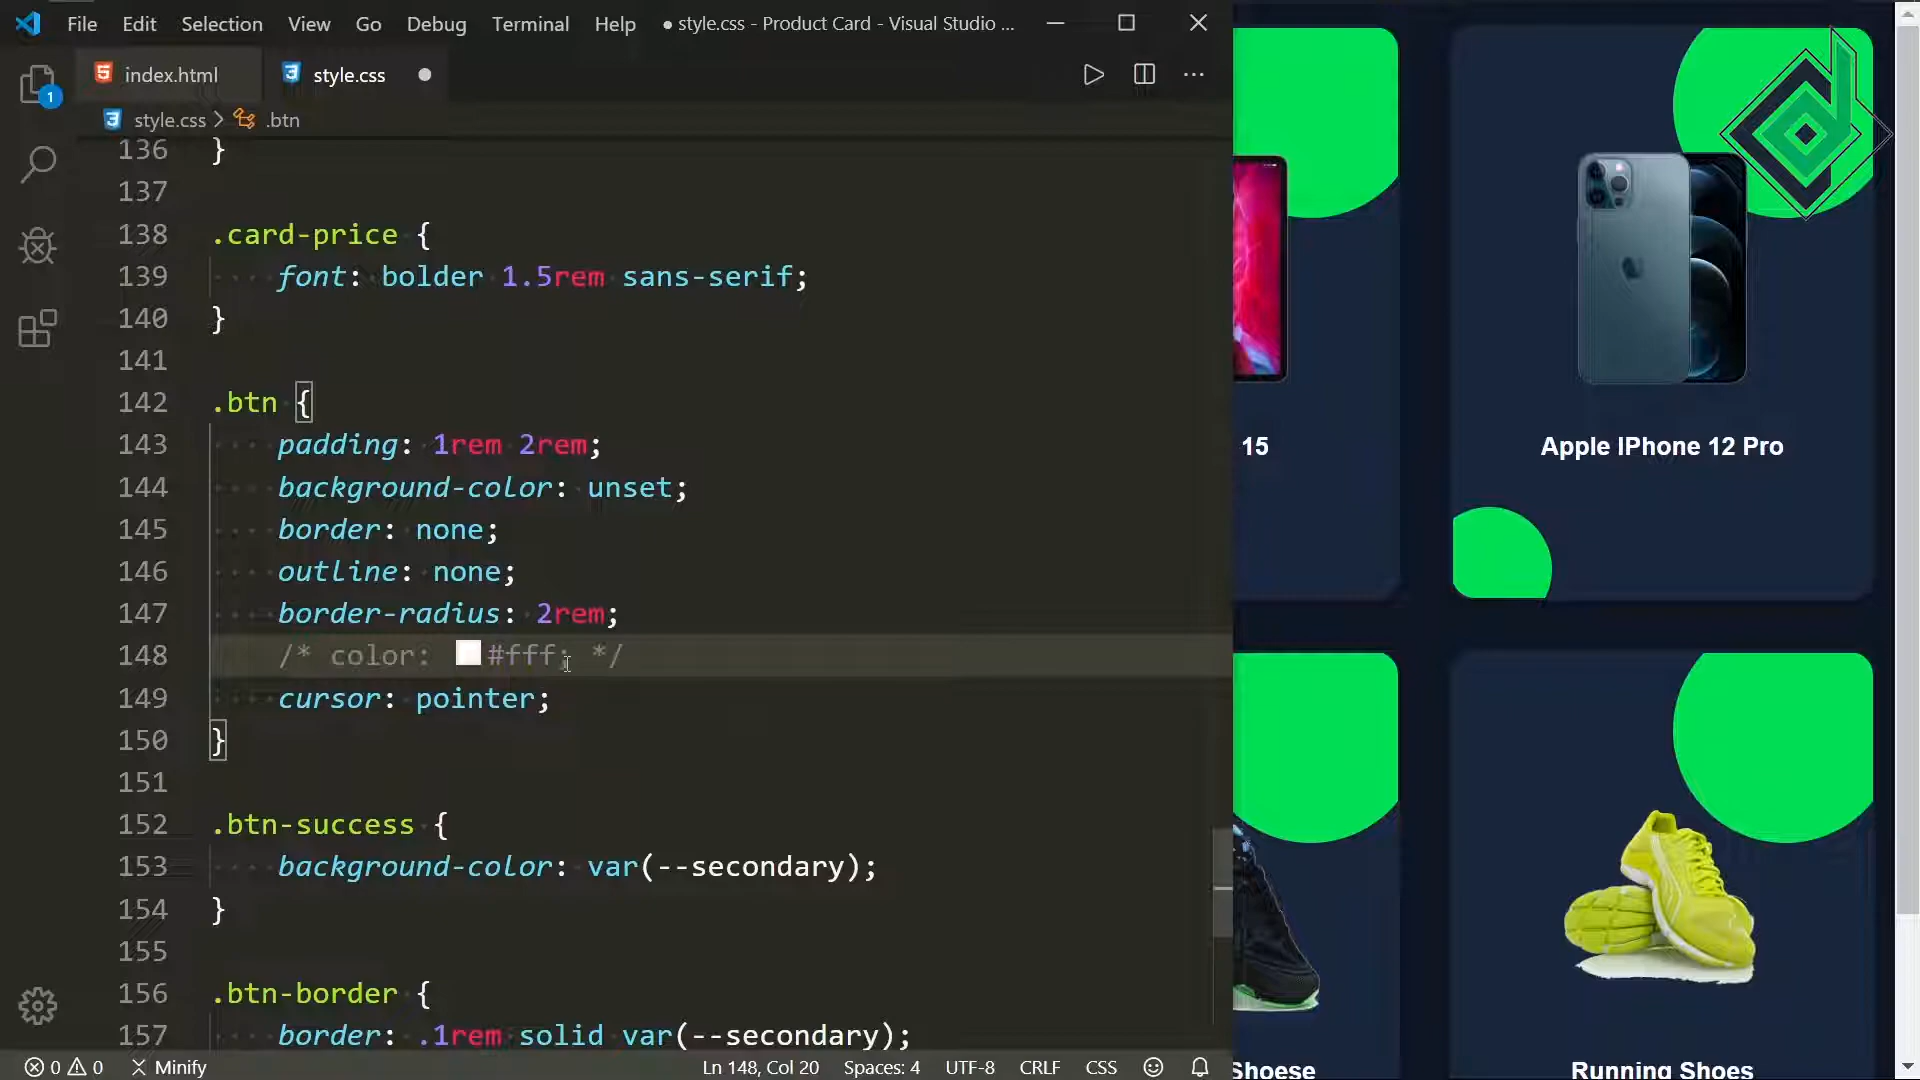 File Edit Selection View Go Debug Terminal Help ● style.css - Product Card - Visual Studio ...
index.html style.css
style.css > .btn
1
136 }
137
138 .card-price {
139 font: bolder 1.5rem sans-serif;
140 }
141
142 .btn {
143 padding: 1rem 2rem;
144 background-color: unset;
145 border: none;
146 outline: none;
147 border-radius: 2rem;
148 /* color: #fff; */
149 cursor: pointer;
150 }
151
152 .btn-success {
153 background-color: var(--secondary);
154 }
155
156 .btn-border {
157 border: .1rem solid var(--secondary);
0 0 Minify Ln 148, Col 20 Spaces: 4 UTF-8 CRLF CSS
15
Apple IPhone 12 Pro
Shoese
Running Shoes